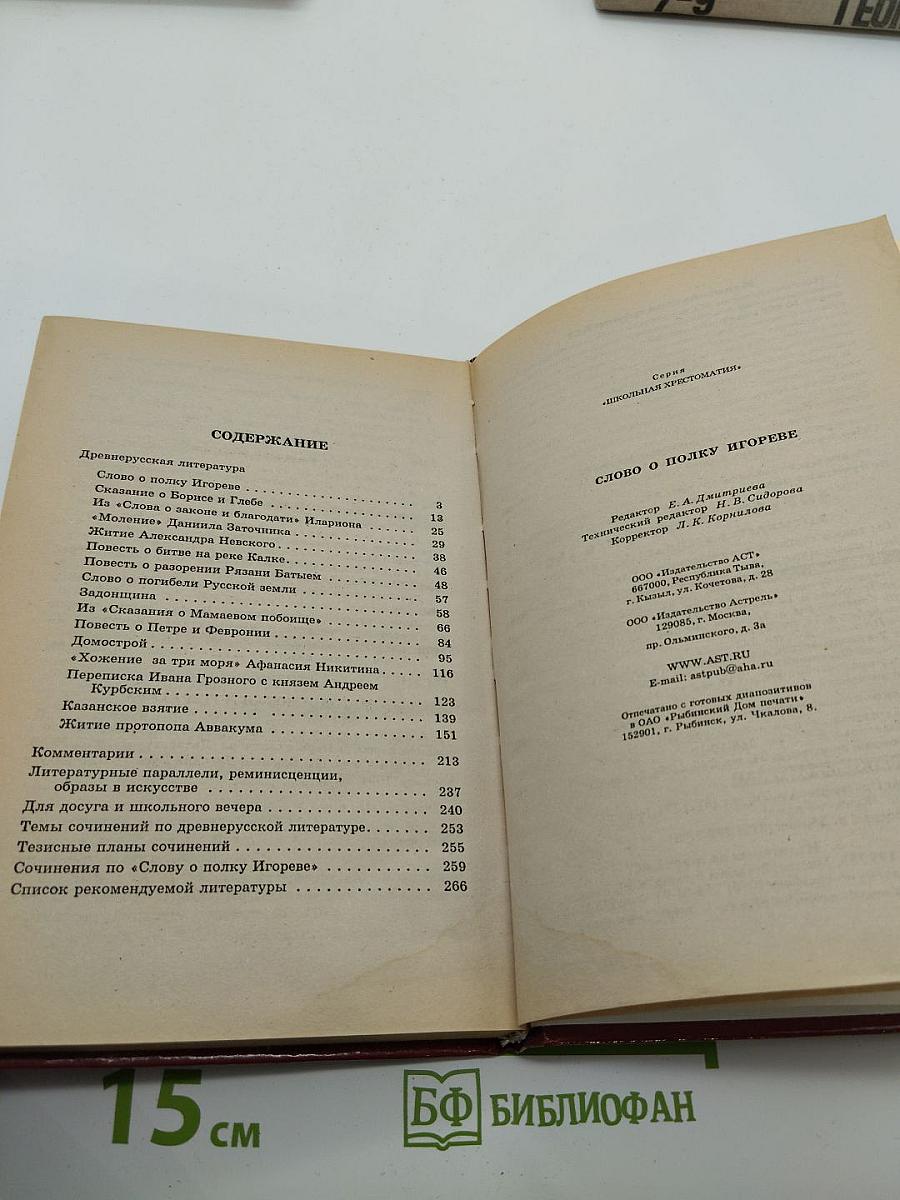 7-9
СОДЕРЖАНИЕ
Древнерусская литература
Слово о полку Игореве . . . . . . . . . . . . . . . . . . . . . 3
Сказание о Борисе и Глебе . . . . . . . . . . . . . . . . . . 13
Из «Слова о законе и благодати» Илариона . . . . . . 25
«Моление» Даниила Заточника . . . . . . . . . . . . . . . 29
Житие Александра Невского . . . . . . . . . . . . . . . . . 38
Повесть о битве на реке Калке . . . . . . . . . . . . . . . . 46
Повесть о разорении Рязани Батыем . . . . . . . . . . . 48
Слово о погибели Русской земли . . . . . . . . . . . . . . 57
Задонщина . . . . . . . . . . . . . . . . . . . . . . . . . . . . . 58
Из «Сказания о Мамаевом побоище» . . . . . . . . . . . 66
Повесть о Петре и Февронии . . . . . . . . . . . . . . . . . 84
Домострой . . . . . . . . . . . . . . . . . . . . . . . . . . . . . 95
«Хожение за три моря» Афанасия Никитина . . . . . 116
Переписка Ивана Грозного с князем Андреем
Курбским . . . . . . . . . . . . . . . . . . . . . . . . . . . . 123
Казанское взятие . . . . . . . . . . . . . . . . . . . . . . . . 139
Житие протопопа Аввакума . . . . . . . . . . . . . . . . . 151
Комментарии . . . . . . . . . . . . . . . . . . . . . . . . . . . 213
Литературные параллели, реминисценции,
образы в искусстве . . . . . . . . . . . . . . . . . . . . . . 237
Для досуга и школьного вечера . . . . . . . . . . . . . . . 240
Темы сочинений по древнерусской литературе . . . . . . . 253
Тезисные планы сочинений . . . . . . . . . . . . . . . . . . 255
Сочинения по «Слову о полку Игореве» . . . . . . . . . . . 259
Список рекомендуемой литературы . . . . . . . . . . . . . 266
Серия
«ШКОЛЬНАЯ ХРЕСТОМАТИЯ»
СЛОВО О ПОЛКУ ИГОРЕВЕ
Редактор Е. А. Дмитриева
Технический редактор Н. В. Сидорова
Корректор Л. К. Корнилова
ООО «Издательство АСТ»
667000, Республика Тыва,
г. Кызыл, ул. Кочетова, д. 28
ООО «Издательство Астрель»
129085, г. Москва,
пр. Ольминского, д. 3а
WWW.AST.RU
E-mail: astpub@aha.ru
Отпечатано с готовых диапозитивов
в ОАО «Рыбинский Дом печати»
152901, г. Рыбинск, ул. Чкалова, 8.
15 см
БФ БИБЛИОФАН